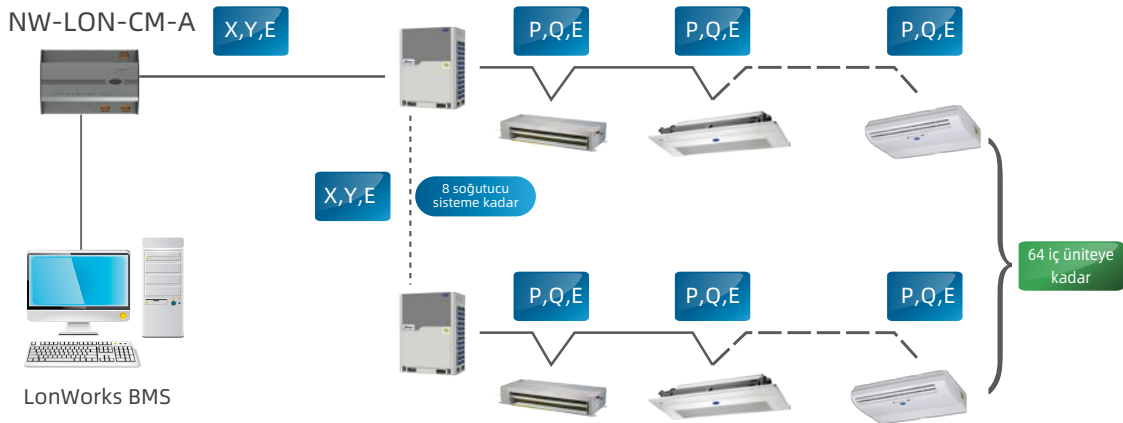 NW-LON-CM-A
X,Y,E
P,Q,E
P,Q,E
P,Q,E
X,Y,E
8 soğutucu
sisteme kadar
64 iç üniteye
kadar
P,Q,E
P,Q,E
P,Q,E
LonWorks BMS